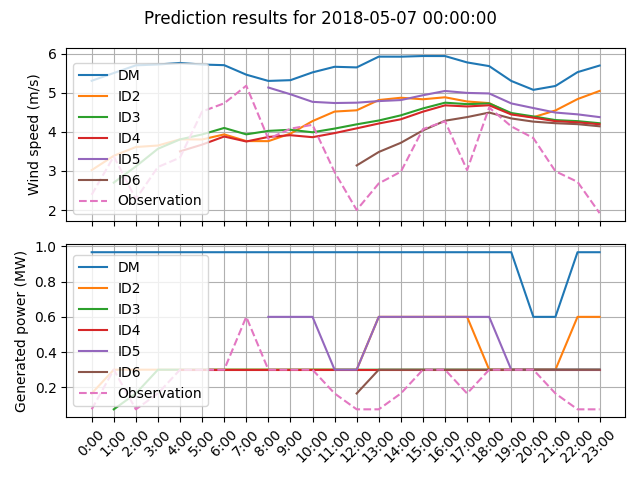 Prediction results for 2018-05-07 00:00:00
Wind speed (m/s)
6
5
4
3
2
DM
ID2
ID3
ID4
ID5
ID6
Observation
Generated power (MW)
1.0
0.8
0.6
0.4
0.2
DM
ID2
ID3
ID4
ID5
ID6
Observation
0:00 1:00 2:00 3:00 4:00 5:00 6:00 7:00 8:00 9:00 10:00 11:00 12:00 13:00 14:00 15:00 16:00 17:00 18:00 19:00 20:00 21:00 22:00 23:00